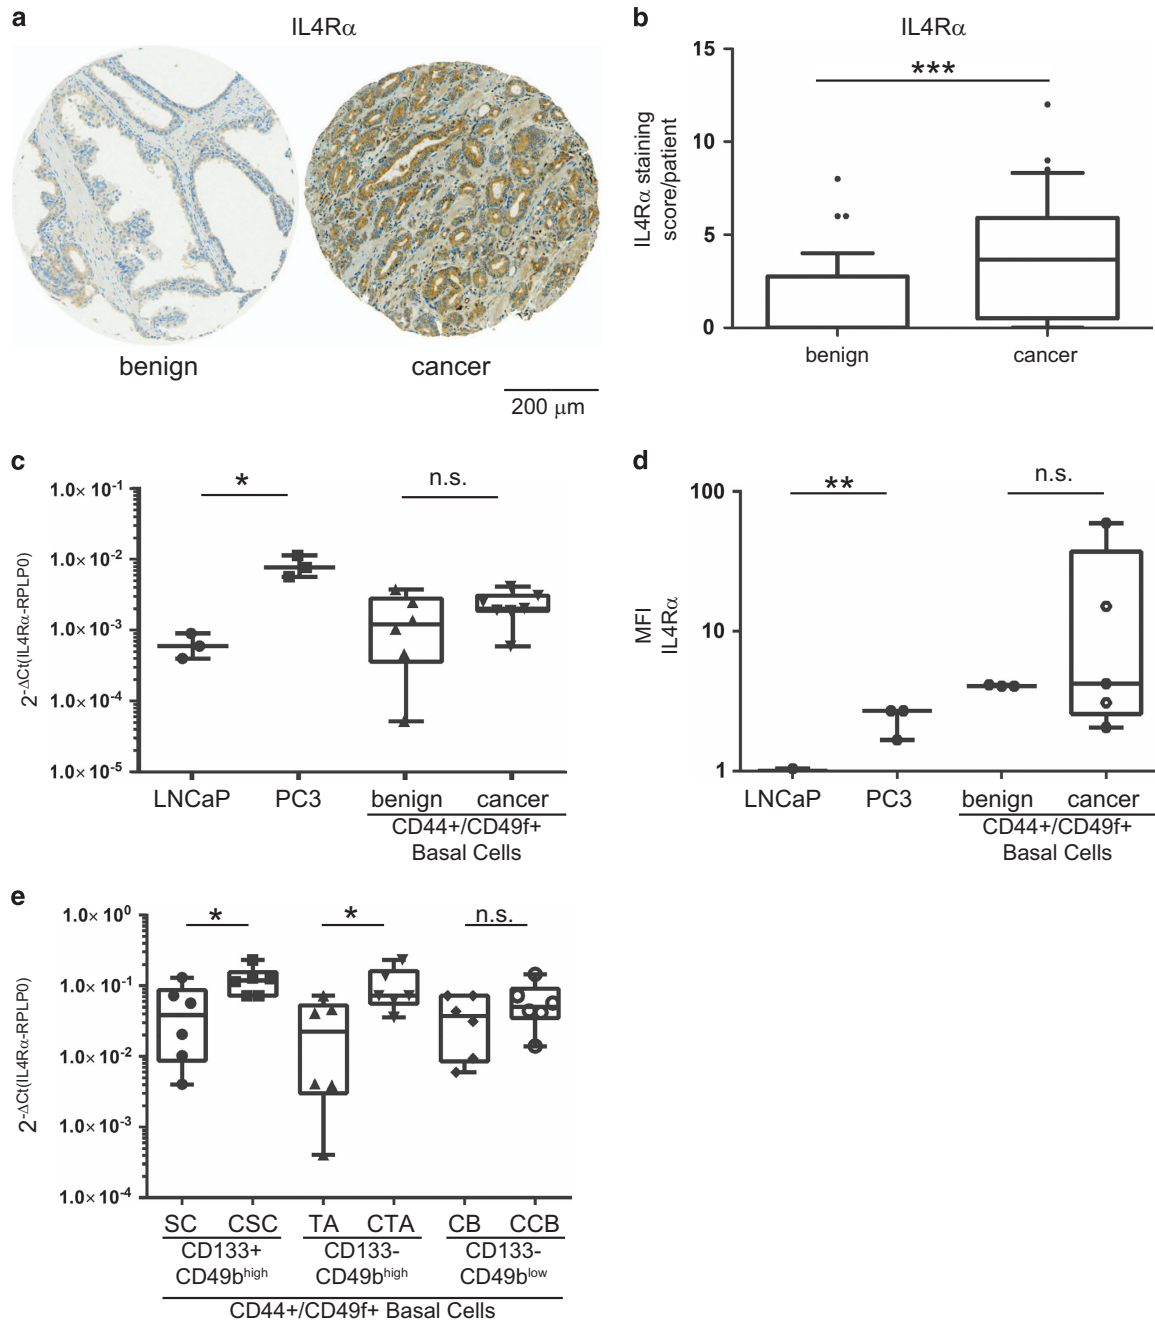 a
IL4Rα
benign
cancer
200 μm
b
IL4Rα
IL4Rα staining
score/patient
15
10
5
0
***
benign
cancer
c
2-ΔCt(IL4Rα-RPLP0)
1.0×10-1
1.0×10-2
1.0×10-3
1.0×10-4
1.0×10-5
*
n.s.
LNCaP
PC3
benign
cancer
CD44+/CD49f+
Basal Cells
d
MFI
IL4Rα
100
10
1
**
n.s.
LNCaP
PC3
benign
cancer
CD44+/CD49f+
Basal Cells
e
2-ΔCt(IL4Rα-RPLP0)
1.0×100
1.0×10-1
1.0×10-2
1.0×10-3
1.0×10-4
*
*
n.s.
SC
CSC
TA
CTA
CB
CCB
CD133+
CD49bhigh
CD133-
CD49bhigh
CD133-
CD49blow
CD44+/CD49f+ Basal Cells